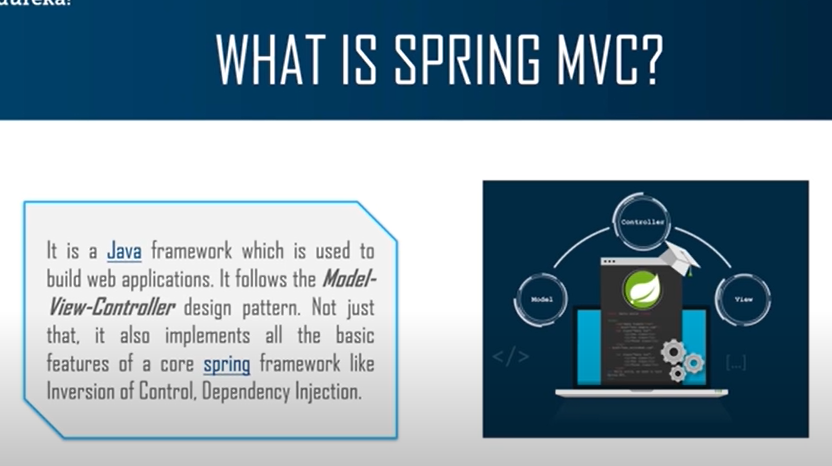 edureka!
WHAT IS SPRING MVC?
It is a Java framework which is used to
build web applications. It follows the Model-
View-Controller design pattern. Not just
that, it also implements all the basic
features of a core spring framework like
Inversion of Control, Dependency Injection.
Controller
Model
View
</>
[...]